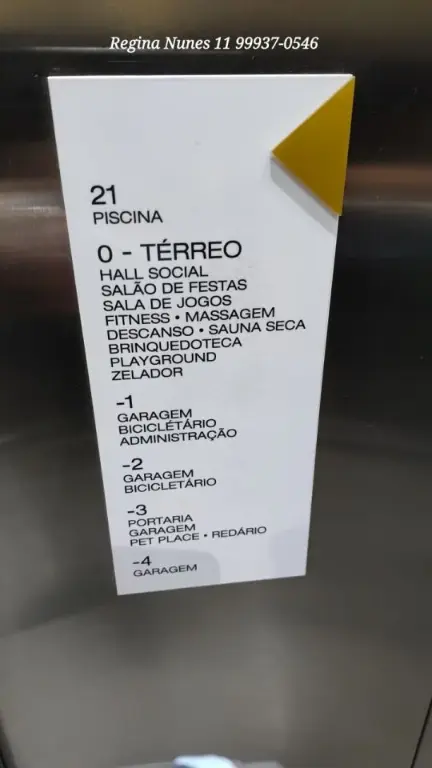 Regina Nunes 11 99937-0546
21
PISCINA
0 - TÉRREO
HALL SOCIAL
SALÃO DE FESTAS
SALA DE JOGOS
FITNESS • MASSAGEM
DESCANSO • SAUNA SECA
BRINQUEDOTECA
PLAYGROUND
ZELADOR
-1
GARAGEM
BICICLÉTÁRIO
ADMINISTRAÇÃO
-2
GARAGEM
BICICLETÁRIO
-3
PORTARIA
GARAGEM
PET PLACE • REDÁRIO
-4
GARAGEM